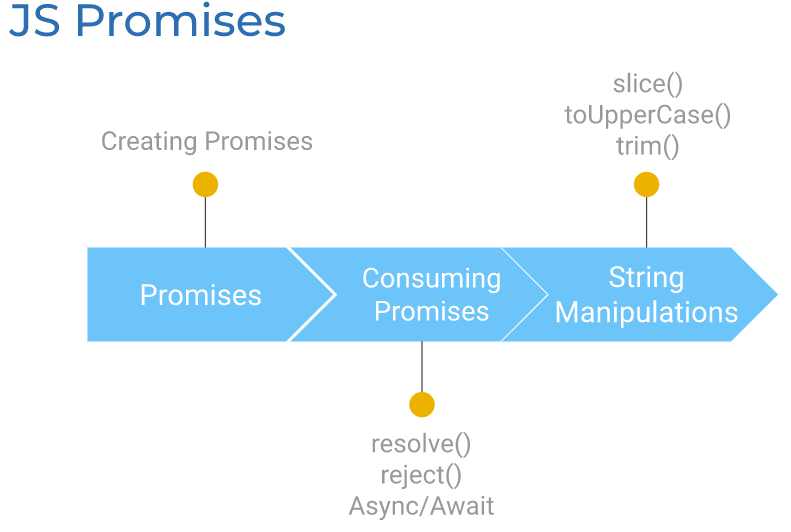 JS Promises
Creating Promises
slice()
toUpperCase()
trim()
Promises
Consuming
Promises
String
Manipulations
resolve()
reject()
Async/Await